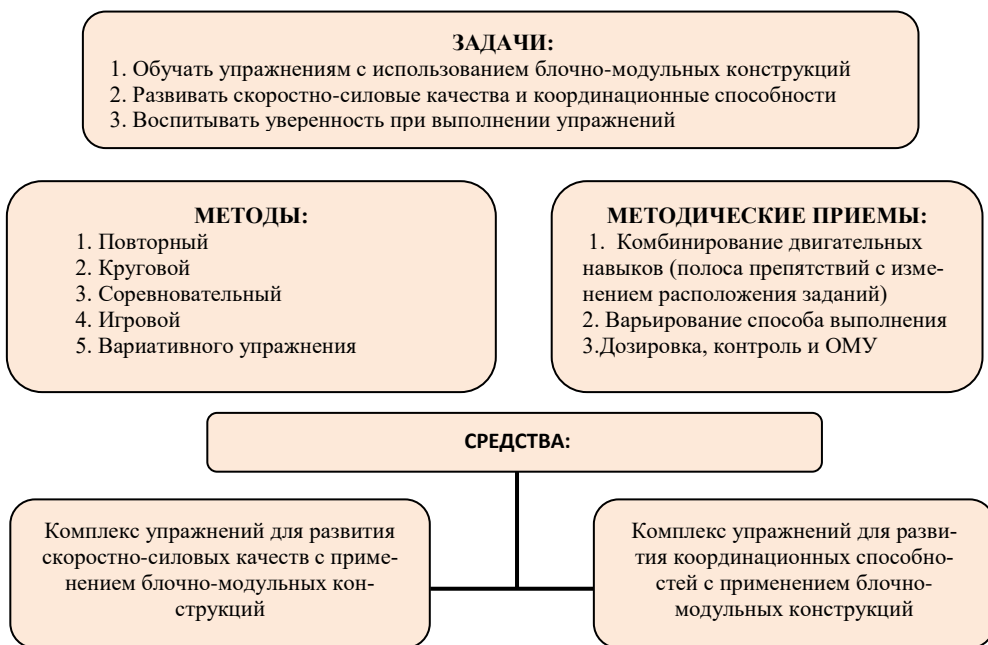 ЗАДАЧИ:
1. Обучать упражнениям с использованием блочно-модульных конструкций
2. Развивать скоростно-силовые качества и координационные способности
3. Воспитывать уверенность при выполнении упражнений
МЕТОДЫ:
1. Повторный
2. Круговой
3. Соревновательный
4. Игровой
5. Вариативного упражнения
МЕТОДИЧЕСКИЕ ПРИЕМЫ:
1. Комбинирование двигательных
навыков (полоса препятствий с изме-
нением расположения заданий)
2. Варьирование способа выполнения
3.Дозировка, контроль и ОМУ
СРЕДСТВА:
Комплекс упражнений для развития
скоростно-силовых качеств с приме-
нением блочно-модульных кон-
струкций
Комплекс упражнений для разви-
тия координационных способно-
стей с применением блочно-
модульных конструкций